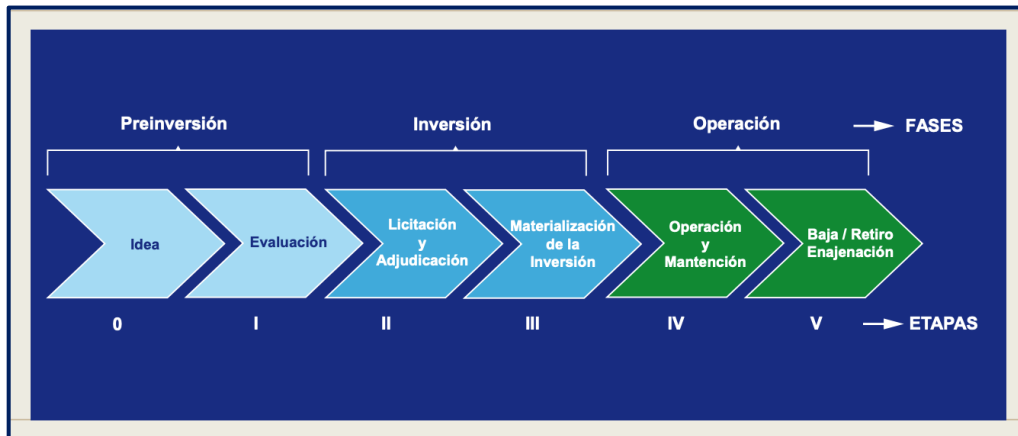 Preinversión
Inversión
Operación
FASES
Idea
Evaluación
Licitación
y
Adjudicación
Materialización
de la
Inversión
Operación
y
Mantención
Baja / Retiro
Enajenación
0
I
II
III
IV
V
ETAPAS